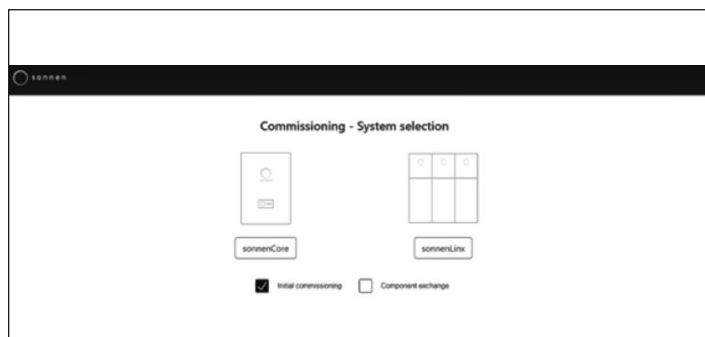 sonnen
Commissioning - System selection
sonnenCore
sonnenLinx
Initial commissioning
Component exchange